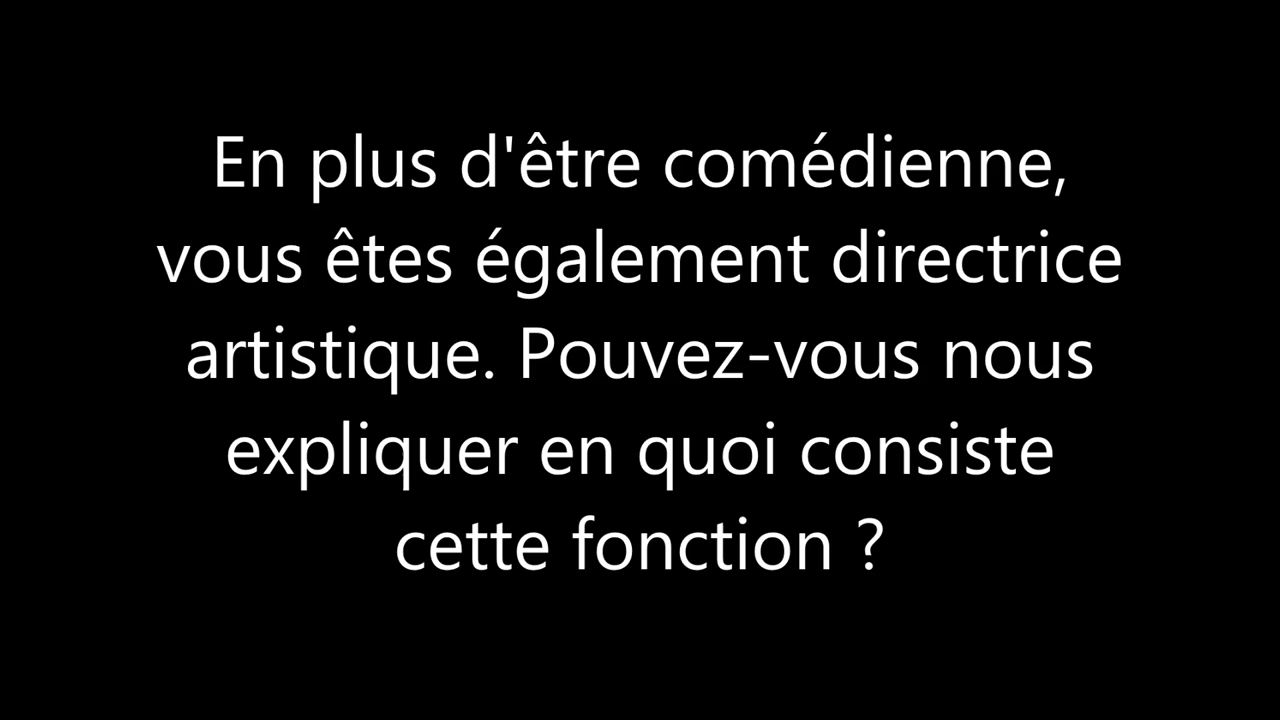 En plus d'être comédienne,
vous êtes également directrice
artistique. Pouvez-vous nous
expliquer en quoi consiste
cette fonction ?